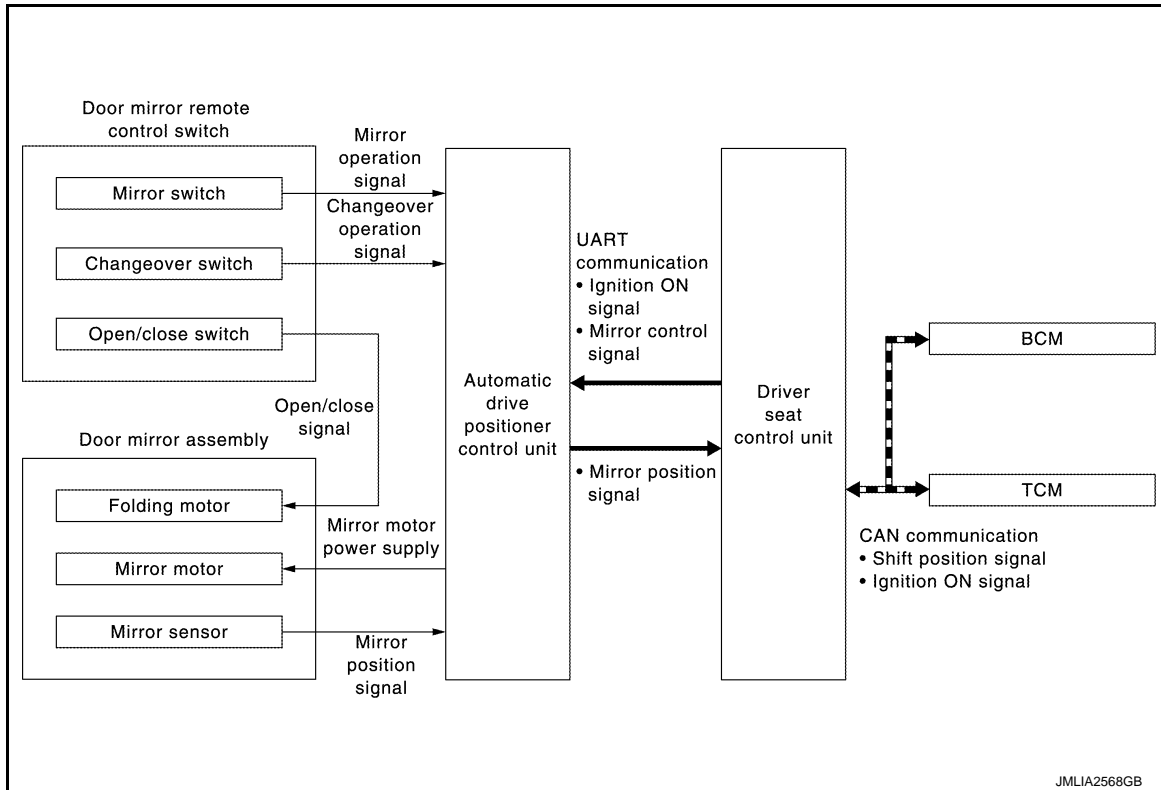 Door mirror remote
control switch
Mirror switch
Changeover switch
Open/close switch
Mirror
operation
signal
Changeover
operation
signal
Open/close
signal
Door mirror assembly
Folding motor
Mirror motor
Mirror sensor
Mirror motor
power supply
Mirror
position
signal
Automatic
drive
positioner
control unit
UART
communication
• Ignition ON
signal
• Mirror control
signal
• Mirror position
signal
Driver
seat
control unit
BCM
TCM
CAN communication
• Shift position signal
• Ignition ON signal
JMLIA2568GB